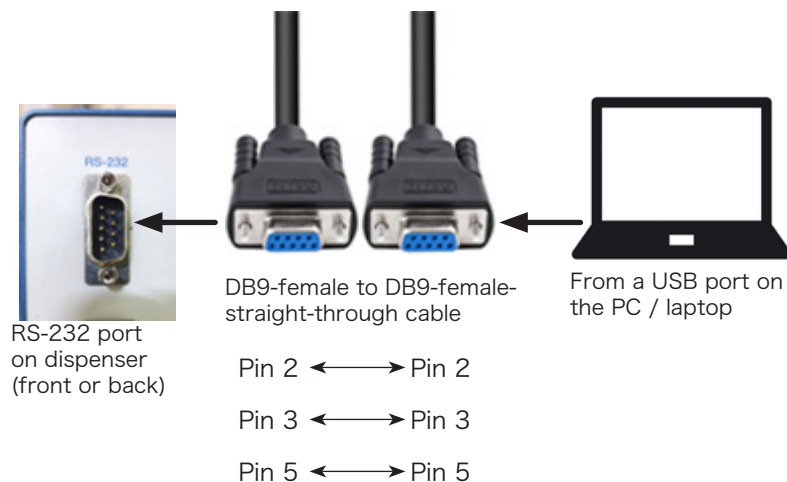 RS-232
RS-232 port
on dispenser
(front or back)
DB9-female to DB9-female-
straight-through cable
From a USB port on
the PC / laptop
Pin 2 Pin 2
Pin 3 Pin 3
Pin 5 Pin 5